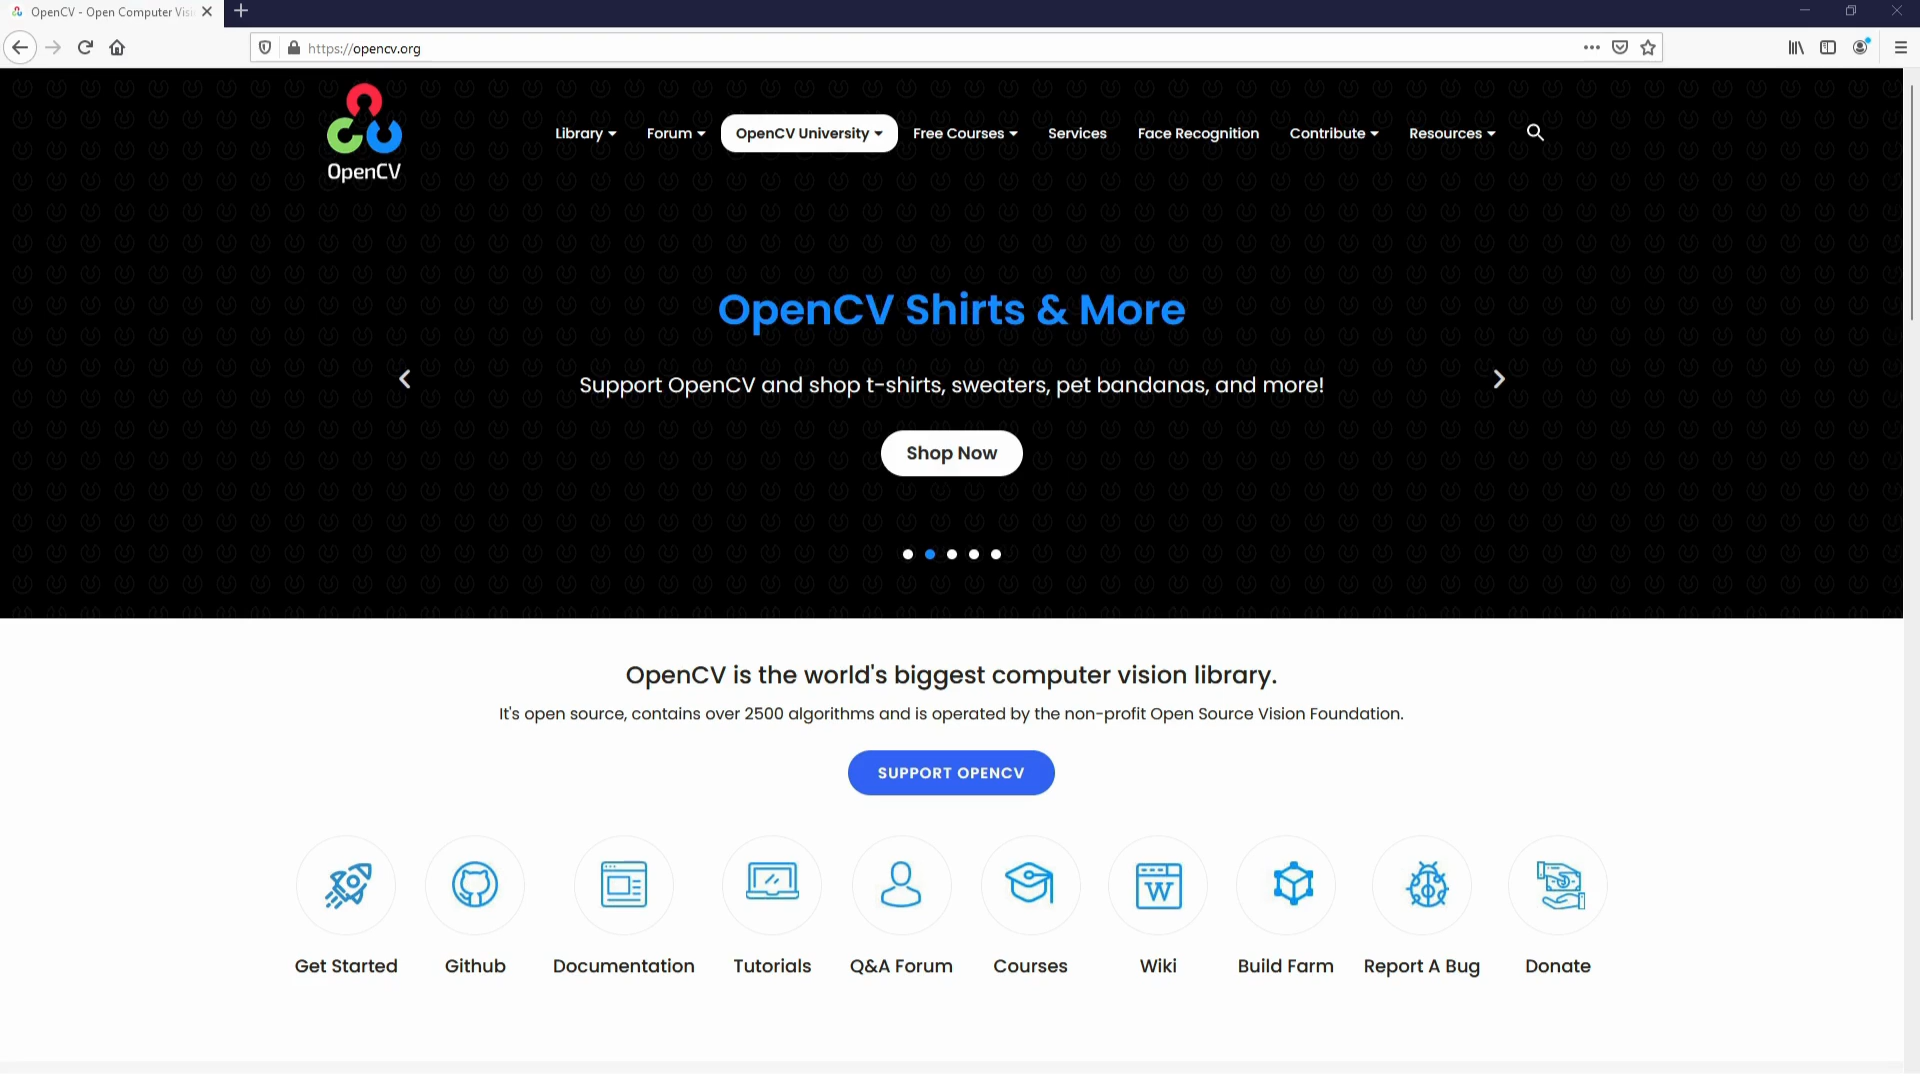 OpenCV - Open Computer Visi
https://opencv.org
OpenCV
Library
Forum
OpenCV University
Free Courses
Services
Face Recognition
Contribute
Resources
OpenCV Shirts & More
Support OpenCV and shop t-shirts, sweaters, pet bandanas, and more!
Shop Now
OpenCV is the world's biggest computer vision library.
It's open source, contains over 2500 algorithms and is operated by the non-profit Open Source Vision Foundation.
SUPPORT OPENCV
W
Get Started
Github
Documentation
Tutorials
Q&A Forum
Courses
Wiki
Build Farm
Report A Bug
Donate